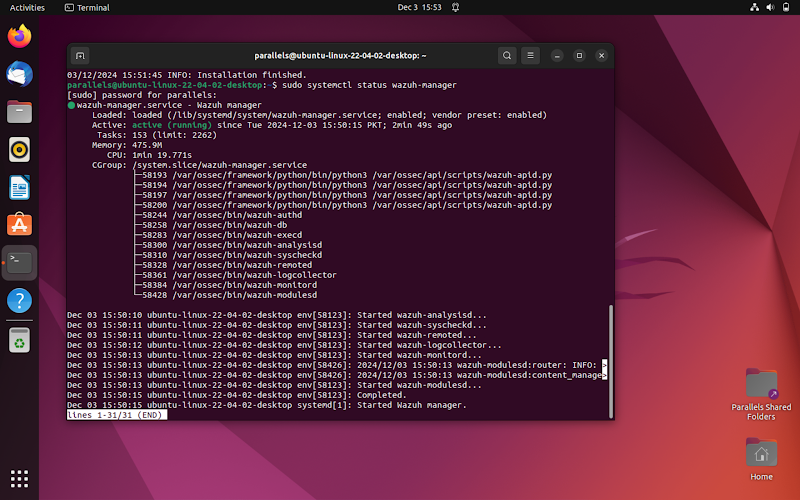 Activities
Terminal
Dec 3 15:53
parallels@ubuntu-linux-22-04-02-desktop: ~
03/12/2024 15:51:45 INFO: Installation finished.
parallels@ubuntu-linux-22-04-02-desktop:~$ sudo systemctl status wazuh-manager
[sudo] password for parallels:
● wazuh-manager.service - Wazuh manager
Loaded: loaded (/lib/systemd/system/wazuh-manager.service; enabled; vendor preset: enabled)
Active: active (running) since Tue 2024-12-03 15:50:15 PKT; 2min 49s ago
Tasks: 153 (limit: 2262)
Memory: 475.9M
CPU: 1min 19.771s
CGroup: /system.slice/wazuh-manager.service
├─58193 /var/ossec/framework/python/bin/python3 /var/ossec/api/scripts/wazuh-apid.py
├─58194 /var/ossec/framework/python/bin/python3 /var/ossec/api/scripts/wazuh-apid.py
├─58197 /var/ossec/framework/python/bin/python3 /var/ossec/api/scripts/wazuh-apid.py
├─58200 /var/ossec/framework/python/bin/python3 /var/ossec/api/scripts/wazuh-apid.py
├─58244 /var/ossec/bin/wazuh-authd
├─58258 /var/ossec/bin/wazuh-db
├─58283 /var/ossec/bin/wazuh-execd
├─58300 /var/ossec/bin/wazuh-analysisd
├─58310 /var/ossec/bin/wazuh-syscheckd
├─58328 /var/ossec/bin/wazuh-remoted
├─58361 /var/ossec/bin/wazuh-logcollector
├─58384 /var/ossec/bin/wazuh-monitord
└─58428 /var/ossec/bin/wazuh-modulesd
Dec 03 15:50:10 ubuntu-linux-22-04-02-desktop env[58123]: Started wazuh-analysisd...
Dec 03 15:50:11 ubuntu-linux-22-04-02-desktop env[58123]: Started wazuh-syscheckd...
Dec 03 15:50:11 ubuntu-linux-22-04-02-desktop env[58123]: Started wazuh-remoted...
Dec 03 15:50:12 ubuntu-linux-22-04-02-desktop env[58123]: Started wazuh-logcollector...
Dec 03 15:50:13 ubuntu-linux-22-04-02-desktop env[58123]: Started wazuh-monitord...
Dec 03 15:50:13 ubuntu-linux-22-04-02-desktop env[58426]: 2024/12/03 15:50:13 wazuh-modulesd:router: INFO: >
Dec 03 15:50:13 ubuntu-linux-22-04-02-desktop env[58426]: 2024/12/03 15:50:13 wazuh-modulesd:content_manage>
Dec 03 15:50:13 ubuntu-linux-22-04-02-desktop env[58123]: Started wazuh-modulesd...
Dec 03 15:50:15 ubuntu-linux-22-04-02-desktop env[58123]: Completed.
Dec 03 15:50:15 ubuntu-linux-22-04-02-desktop systemd[1]: Started Wazuh manager.
lines 1-31/31 (END)
Parallels Shared
Folders
Home